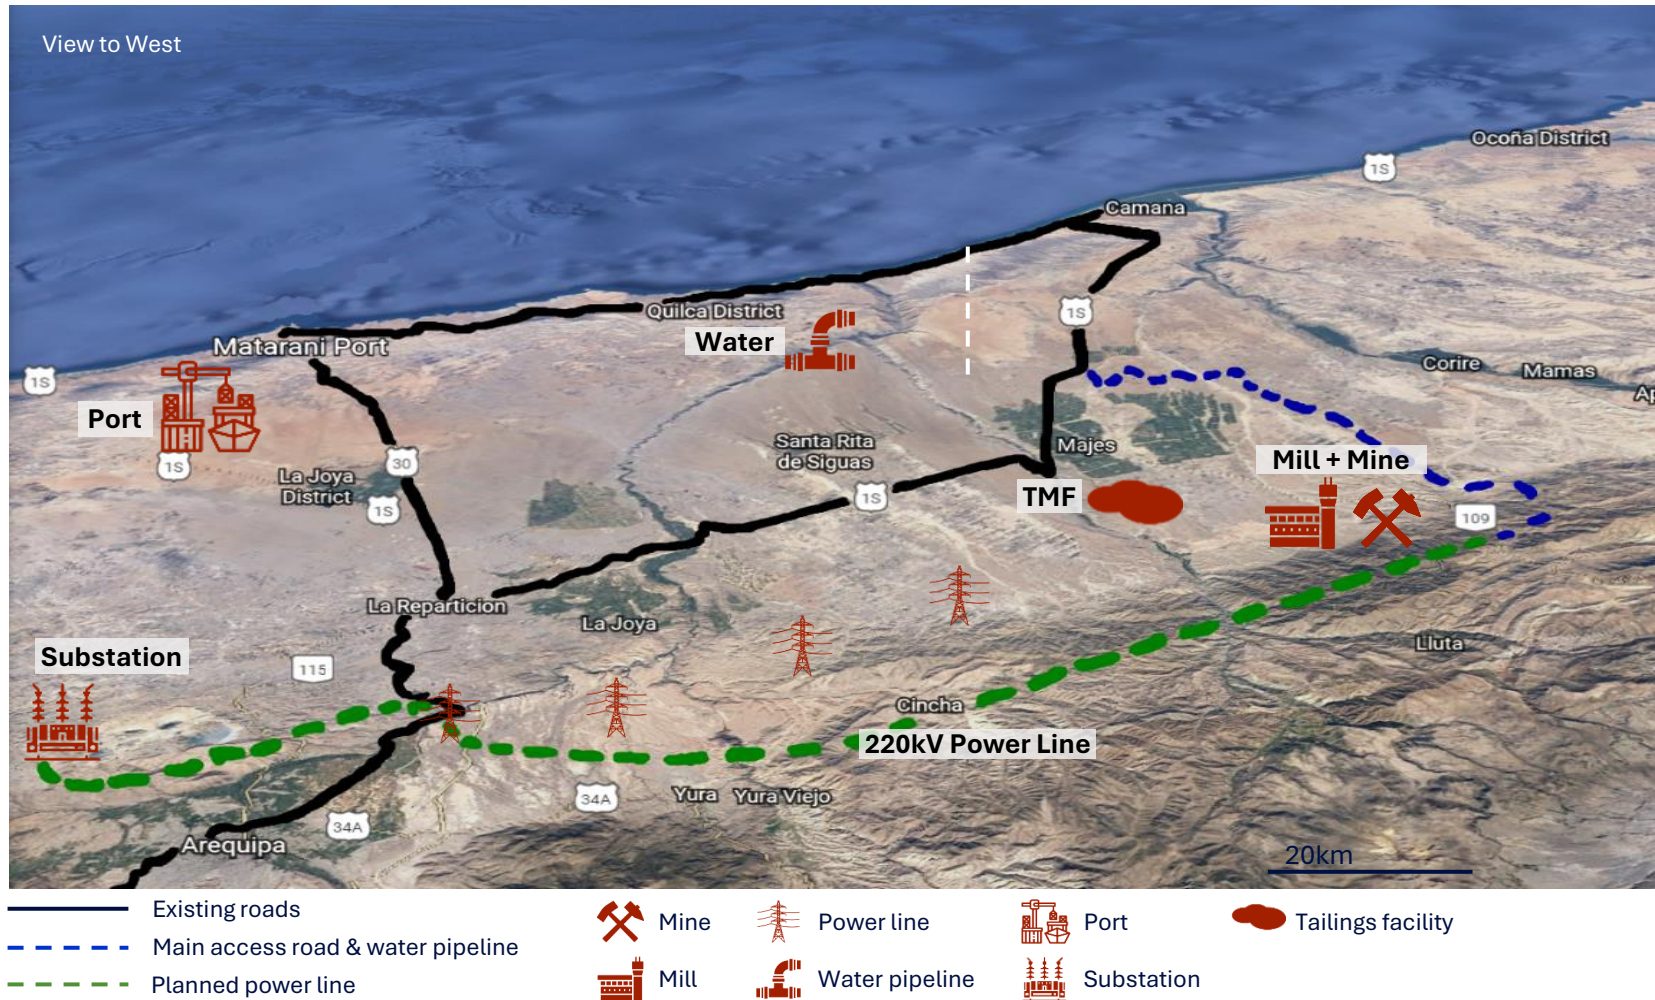 View to West
Ocoña District
1S
Camana
Quilca District
1S
Water
Matarani Port
1S
Corire
Mamas
Ap
Port
Santa Rita
de Siguas
Majes
Mill + Mine
30
1S
La Joya
District
1S
1S
TMF
109
La Reparticion
La Joya
Lluta
Substation
115
Cincha
220kV Power Line
34A
Yura
Yura Viejo
34A
Arequipa
20km
Existing roads
Main access road & water pipeline
Planned power line
Mine
Power line
Port
Tailings facility
Mill
Water pipeline
Substation